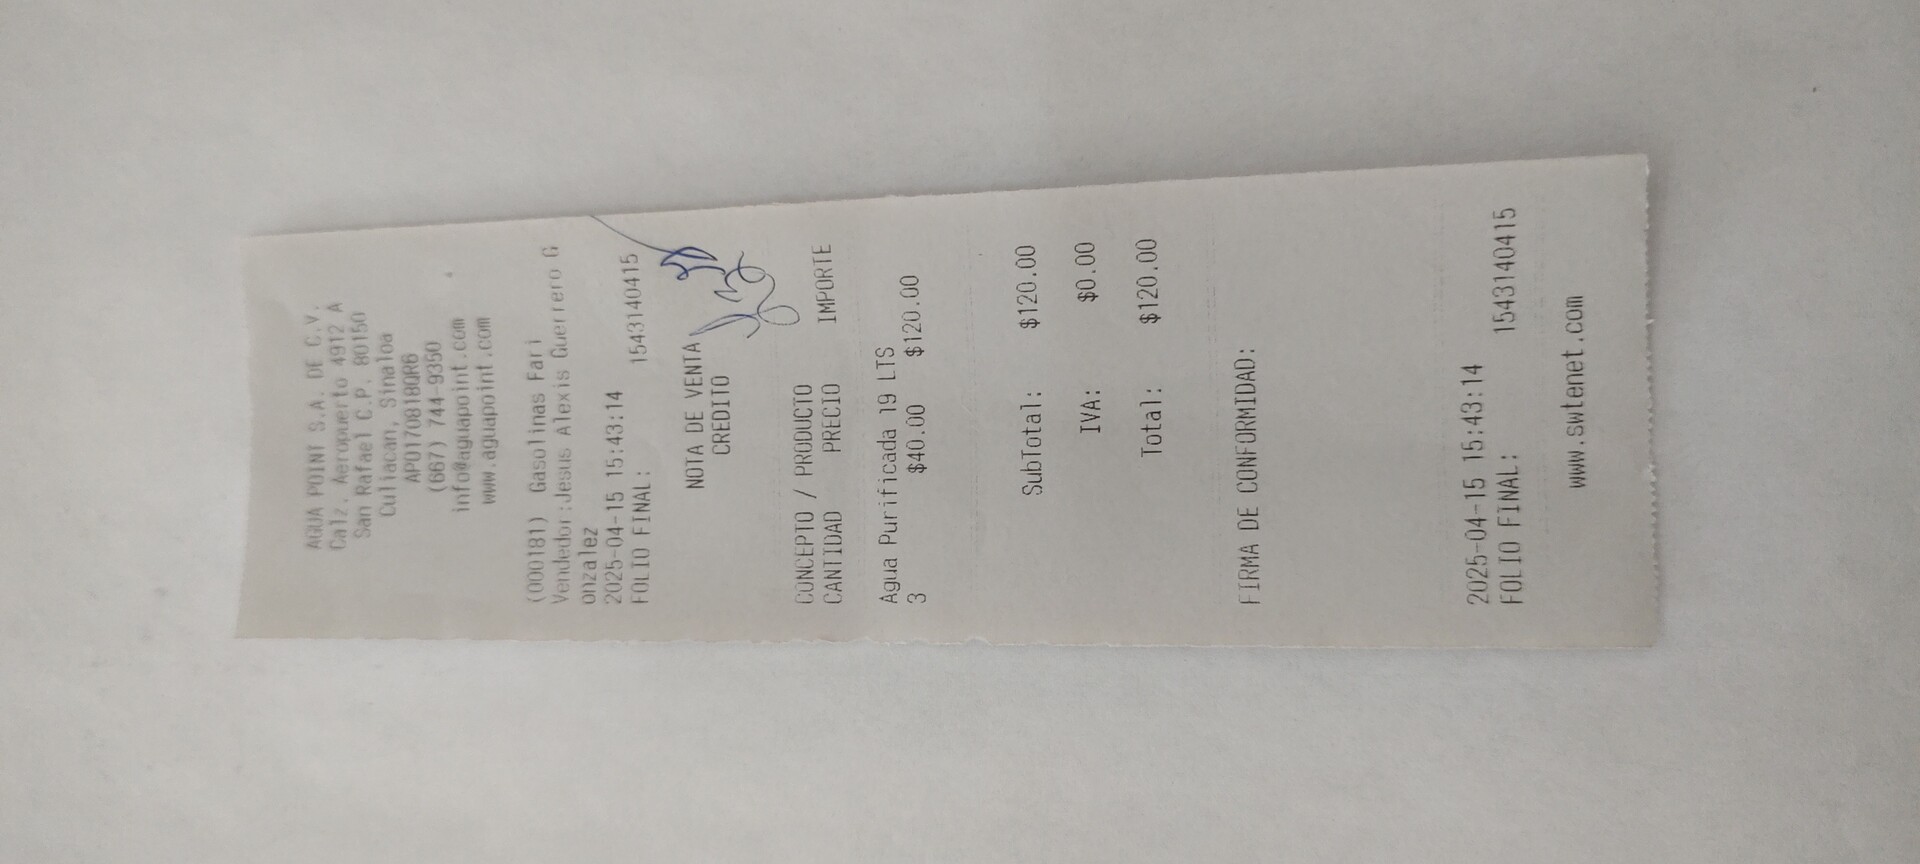 AGUA POINT S.A. DE C.V.
Calz. Aeropuerto 4912 A
San Rafael C.P. 80150
Culiacan, Sinaloa
APO170818QR6
(667) 744-9350
info@aguapoint.com
www.aguapoint.com
(000181) Gasolinas Fari
Vendedor:Jesus Alexis Guerrero G
onzalez
2025-04-15 15:43:14
FOLIO FINAL: 1543140415
NOTA DE VENTA
CREDITO
CONCEPTO / PRODUCTO
CANTIDAD PRECIO IMPORTE
Agua Purificada 19 LTS
3 $40.00 $120.00
SubTotal: $120.00
IVA: $0.00
Total: $120.00
FIRMA DE CONFORMIDAD:
2025-04-15 15:43:14
FOLIO FINAL: 1543140415
www.swtenet.com